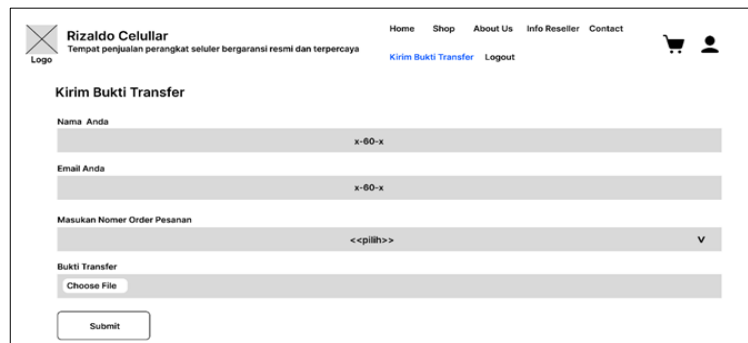 Rizaldo Celullar
Tempat penjualan perangkat seluler bergaransi resmi dan terpercaya
Logo
Home Shop About Us Info Reseller Contact
Kirim Bukti Transfer Logout
Kirim Bukti Transfer
Nama Anda
x-60-x
Email Anda
x-60-x
Masukan Nomer Order Pesanan
<<pilih>> V
Bukti Transfer
Choose File
Submit